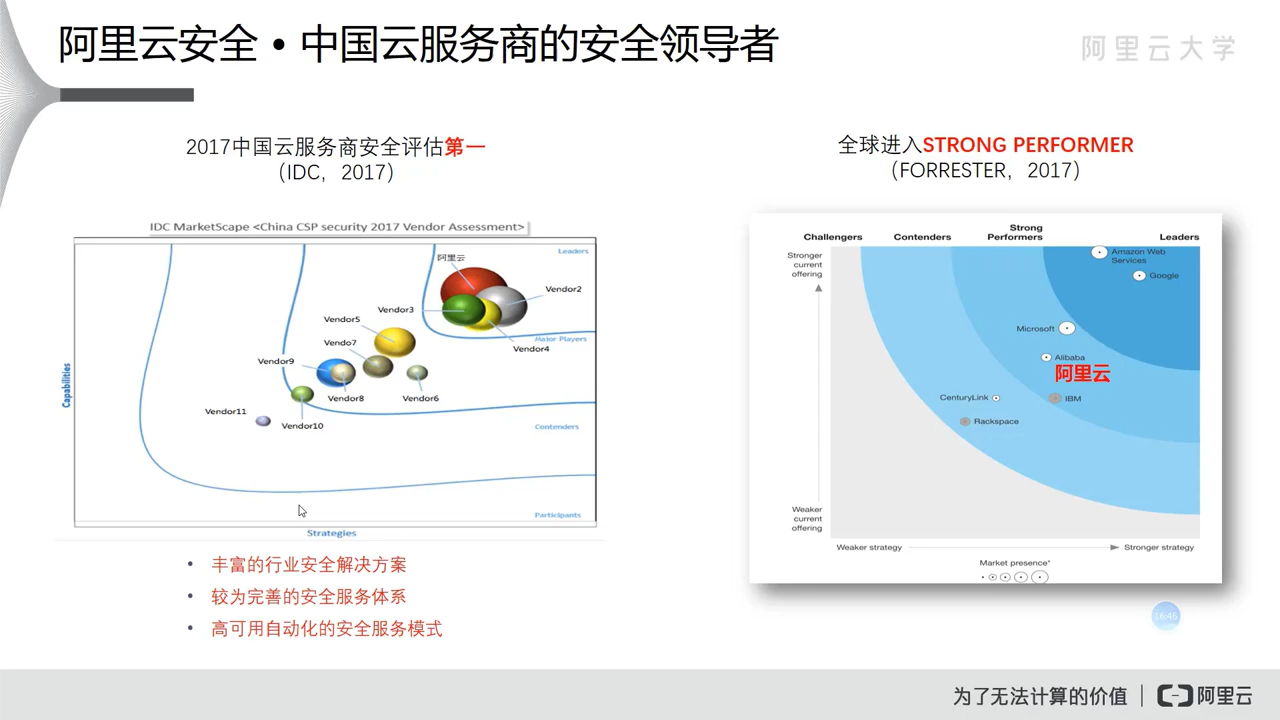 阿里云安全·中国云服务商的安全领导者
阿里云大学
2017中国云服务商安全评估第一
（IDC，2017）
IDC MarketScape <China CSP security 2017 Vendor Assessment>
Leaders
阿里云
Vendor2
Vendor3
Vendor5
Major Players
Vendo7
Vendor4
Vendor9
Vendor8
Vendor6
Vendor11
Vendor10
Contenders
Participants
Capabilities
Strategies
• 丰富的行业安全解决方案
• 较为完善的安全服务体系
• 高可用自动化的安全服务模式
全球进入STRONG PERFORMER
（FORRESTER，2017）
Challengers
Contenders
Strong
Performers
Leaders
Stronger
current
offering
Amazon Web
Services
Google
Microsoft
Alibaba
阿里云
CenturyLink
IBM
Rackspace
Weaker
current
offering
Weaker strategy
Stronger strategy
Market presence*
16:46
为了无法计算的价值
阿里云